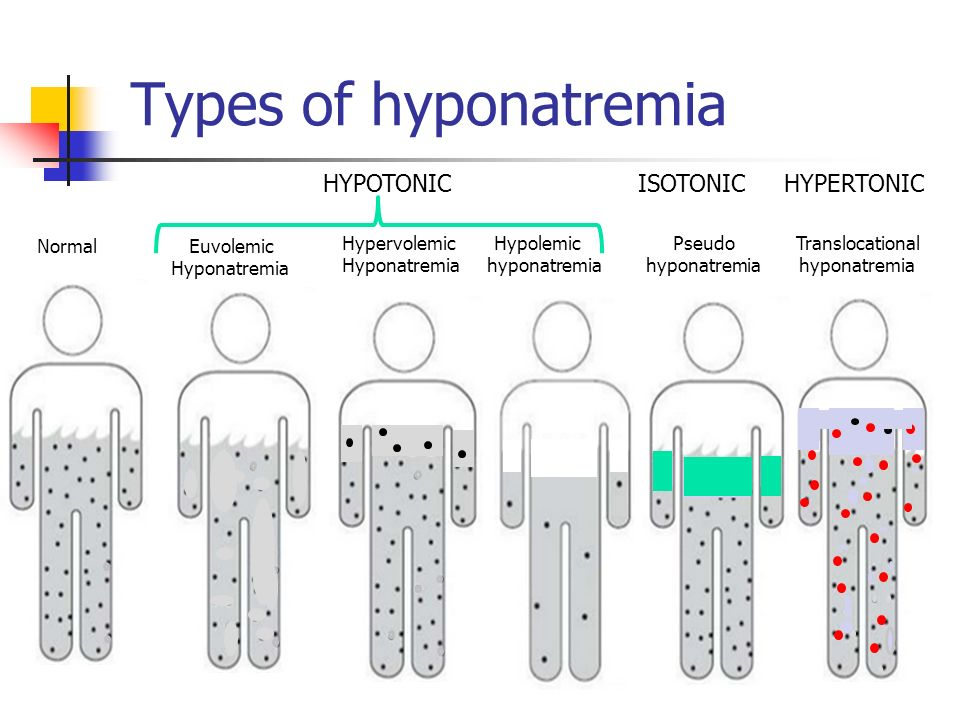 Types of hyponatremia
HYPOTONIC ISOTONIC HYPERTONIC
Normal
Euvolemic
Hyponatremia
Hypervolemic
Hyponatremia
Hypolemic
hyponatremia
Pseudo
hyponatremia
Translocational
hyponatremia